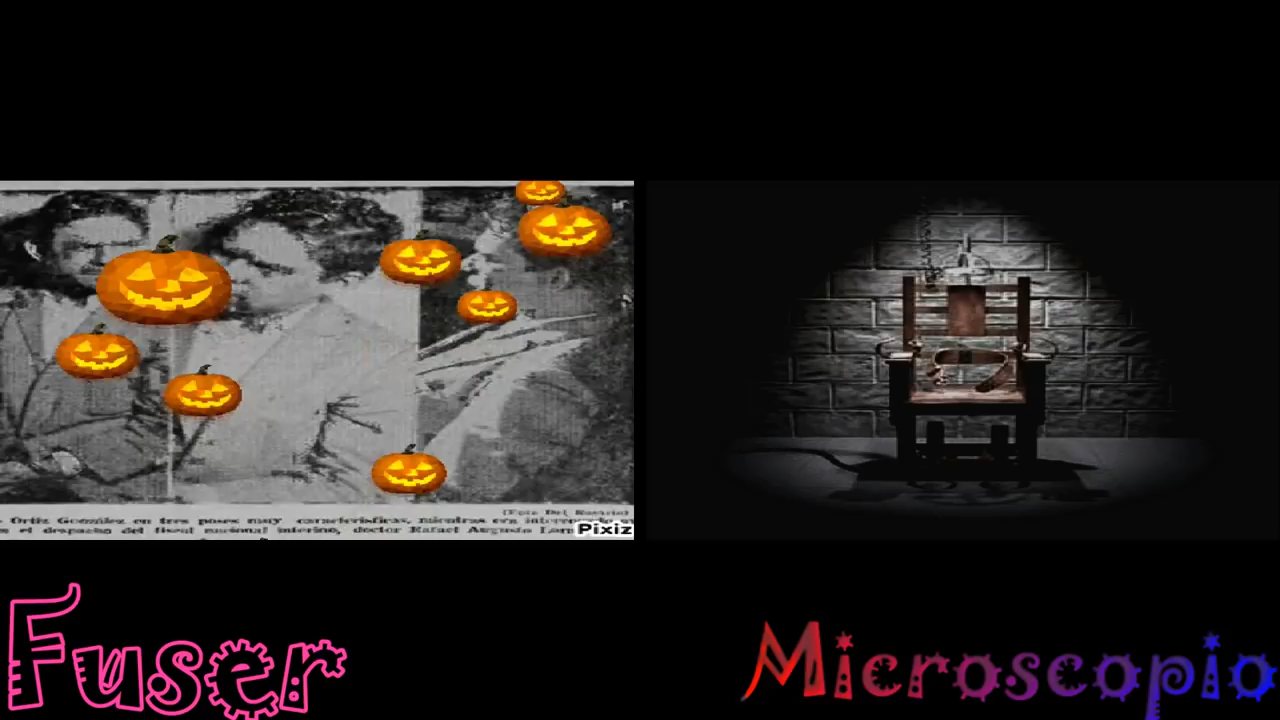 (Foto Del Rosario)
Ortiz González en tres poses muy características, mientras era
el despacho del fiscal nacional interino, doctor Rafael Augusto
Pixiz
Fuser
Microscopio